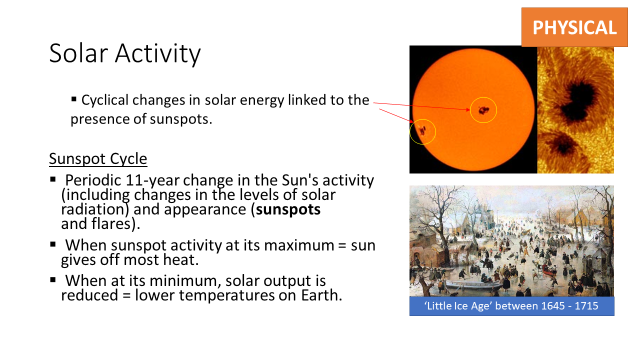 PHYSICAL
Solar Activity
▪ Cyclical changes in solar energy linked to the
presence of sunspots.
Sunspot Cycle
▪ Periodic 11-year change in the Sun's activity
(including changes in the levels of solar
radiation) and appearance (sunspots
and flares).
▪ When sunspot activity at its maximum = sun
gives off most heat.
▪ When at its minimum, solar output is
reduced = lower temperatures on Earth.
‘Little Ice Age’ between 1645 - 1715